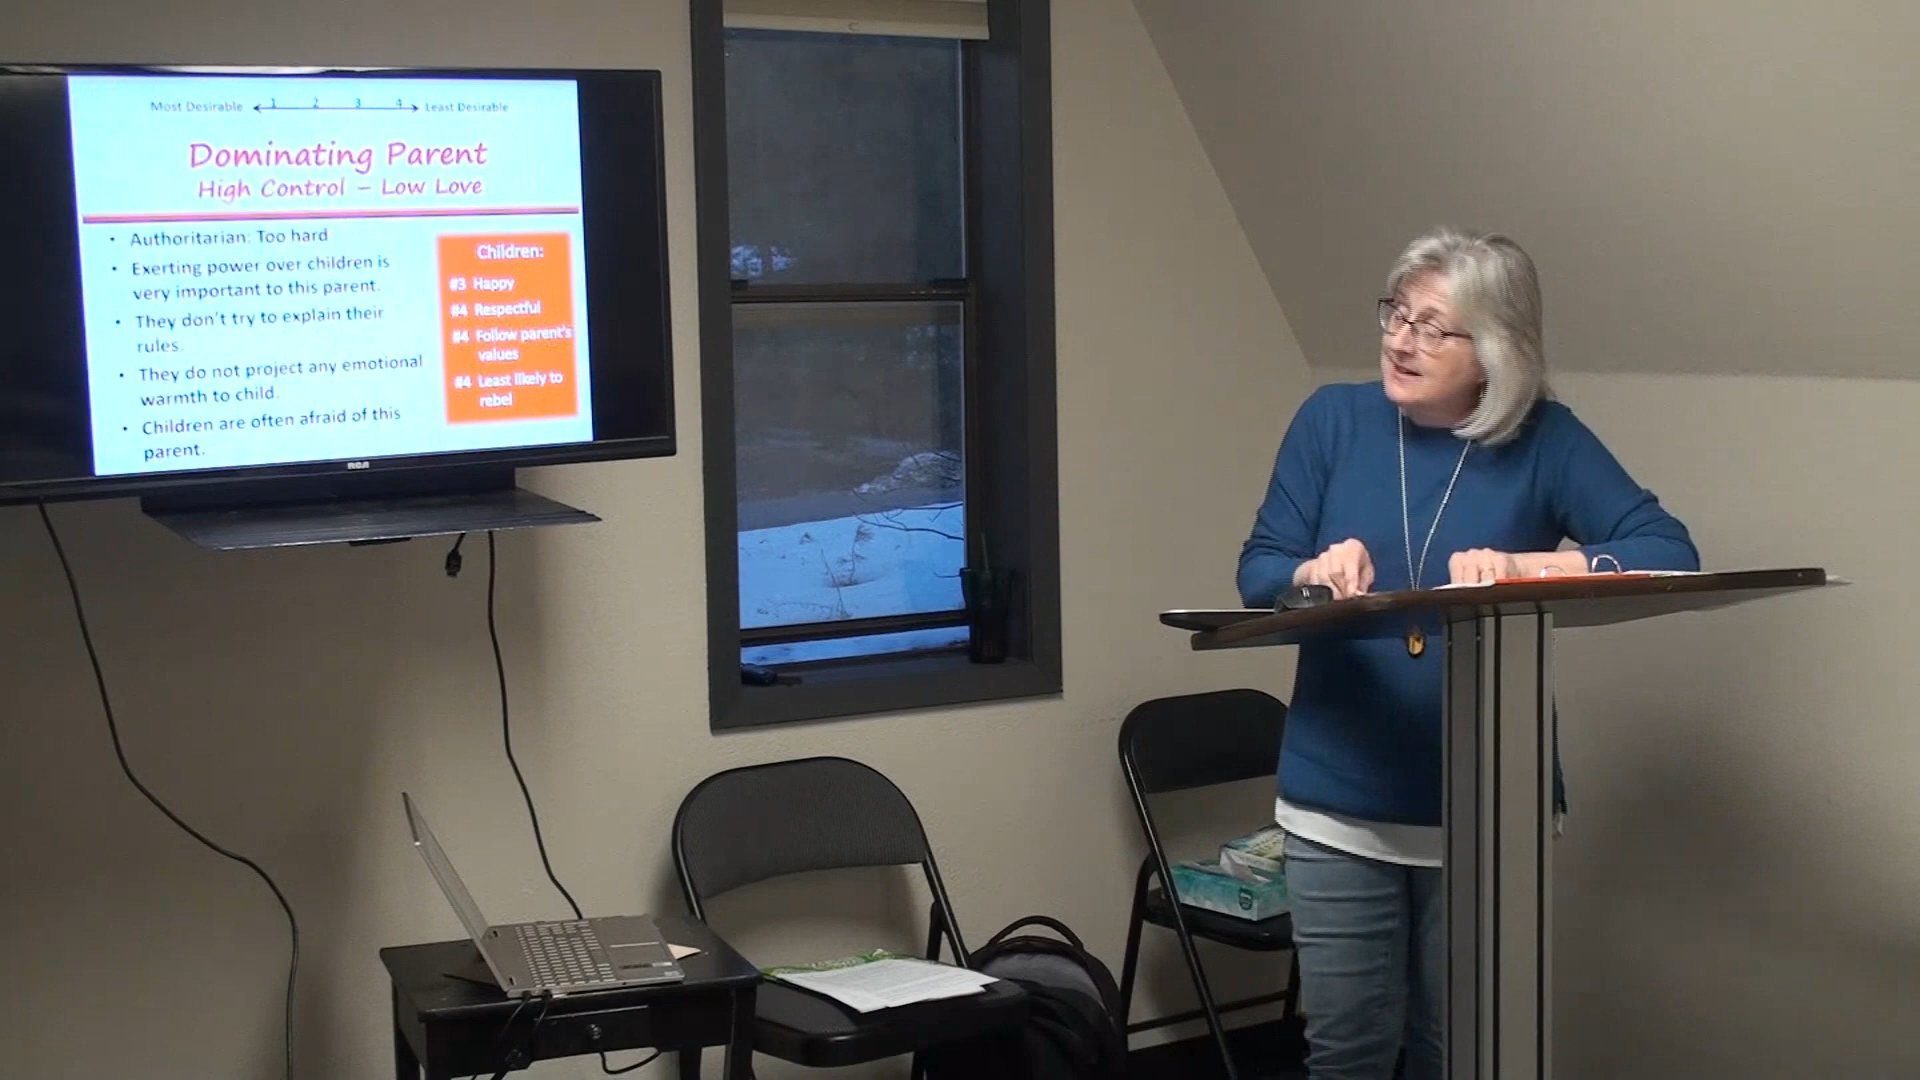 Most Desirable 1 2 3 4 Least Desirable
Dominating Parent
High Control – Low Love
• Authoritarian: Too hard
• Exerting power over children is
very important to this parent.
• They don't try to explain their
rules.
• They do not project any emotional
warmth to child.
• Children are often afraid of this
parent.
Children:
#3 Happy
#4 Respectful
#4 Follow parent's
values
#4 Least likely to
rebel
RCA